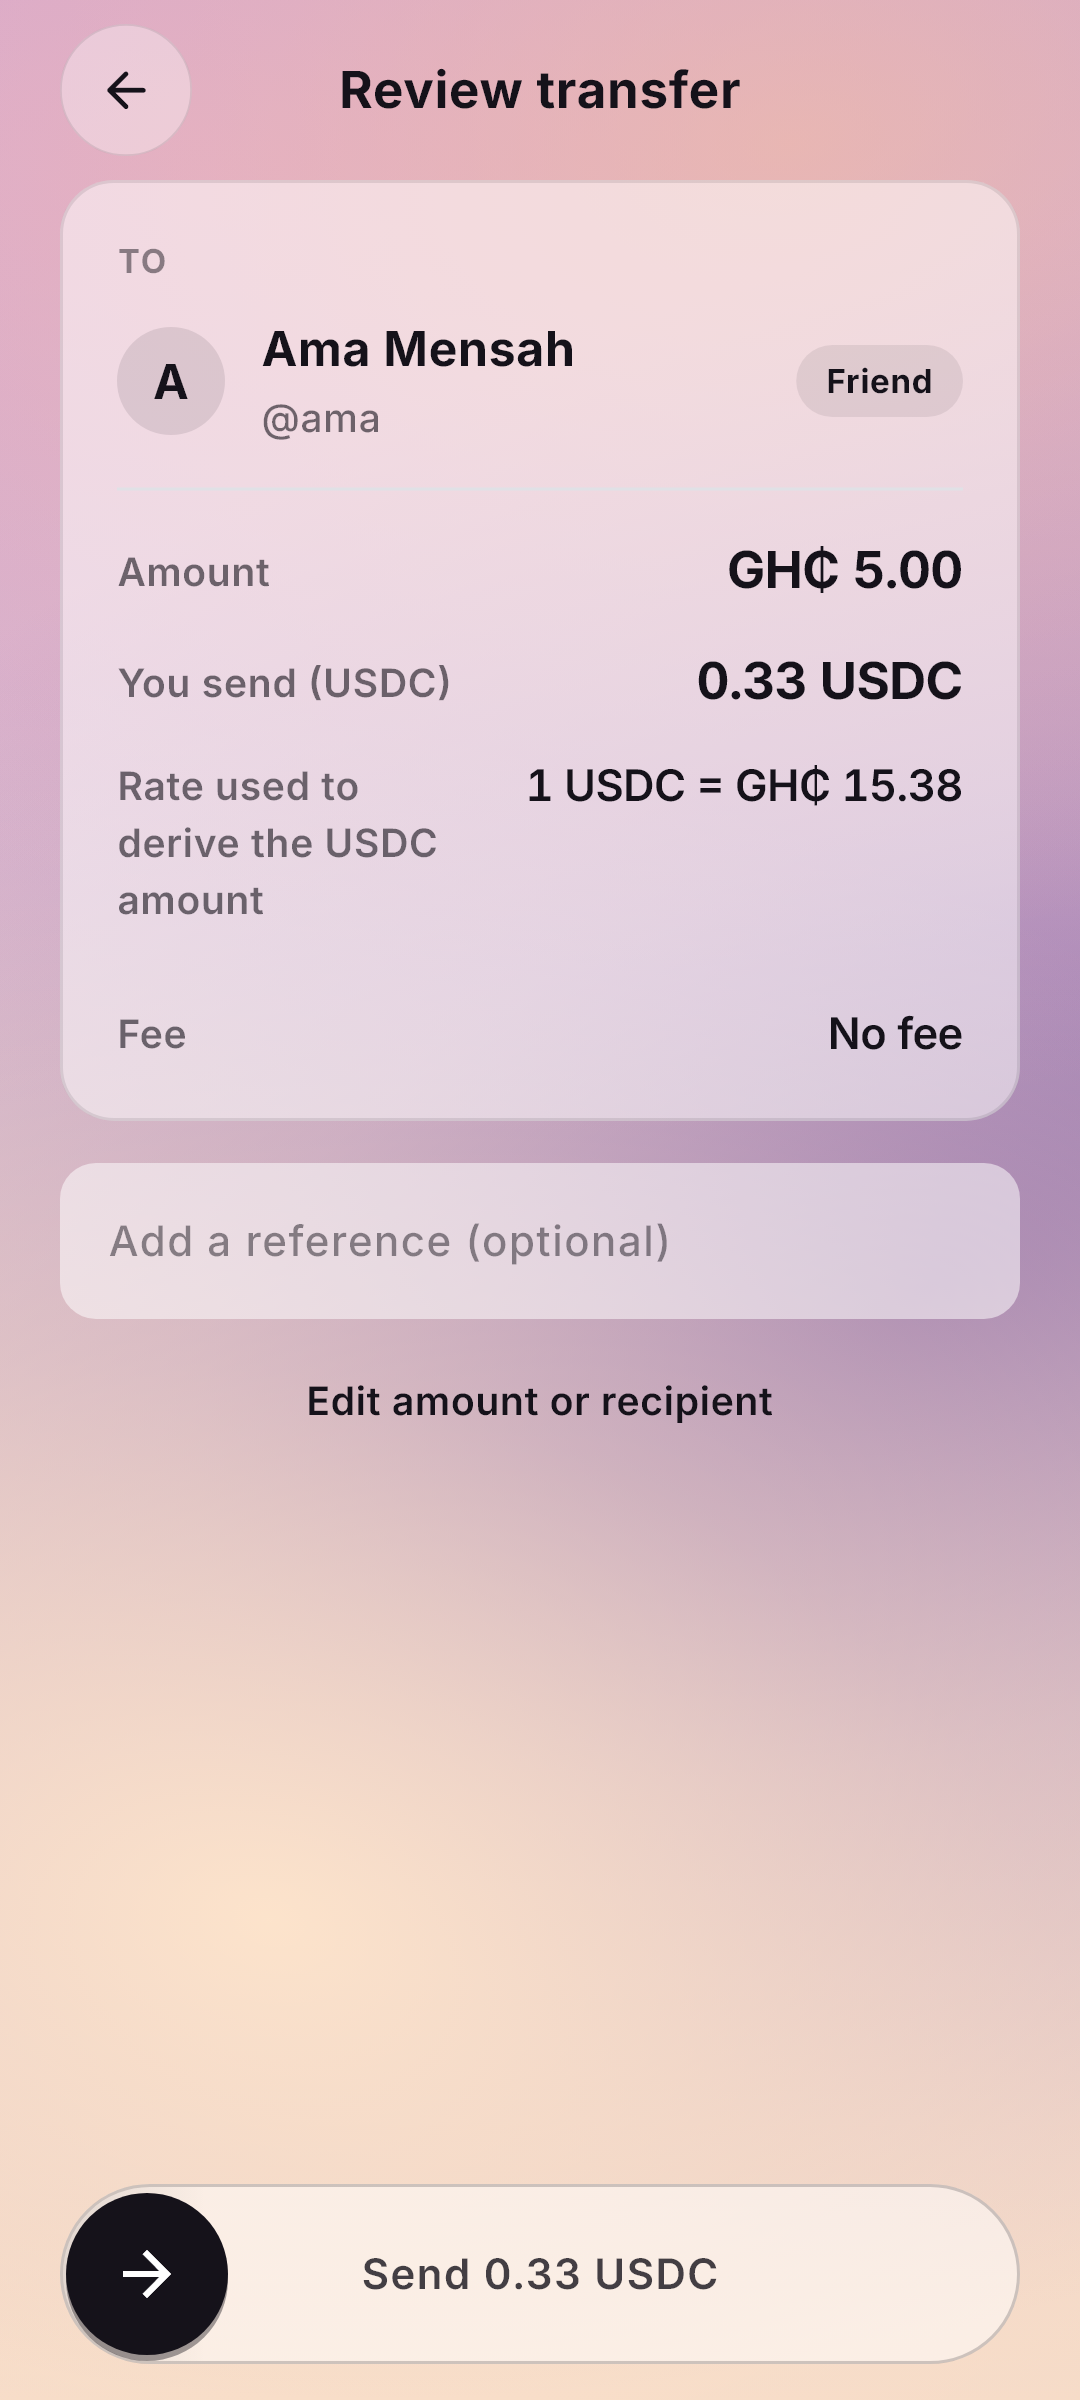 Review transfer
TO
A
Ama Mensah
@ama
Friend
Amount
GH₵ 5.00
You send (USDC)
0.33 USDC
Rate used to
derive the USDC
amount
1 USDC = GH₵ 15.38
Fee
No fee
Add a reference (optional)
Edit amount or recipient
Send 0.33 USDC